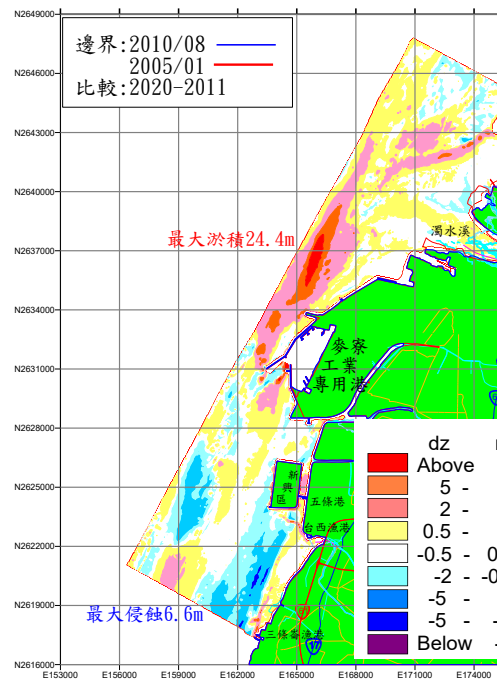 N2649000
邊界:2010/08
2005/01
比較:2020-2011
N2646000
N2643000
N2640000
濁水溪
最大淤積24.4m
N2637000
N2634000
麥寮
工業
專用港
N2631000
N2628000
新
興
區
N2625000
五條港
台西漁港
N2622000
N2619000
最大侵蝕6.6m
三條崙漁港
17
N2616000
dz
Above
5 -
2 -
0.5 -
-0.5 - 0
-2 - -0
-5 -
-5 - -
Below -
E153000
E156000
E159000
E162000
E165000
E168000
E171000
E174000